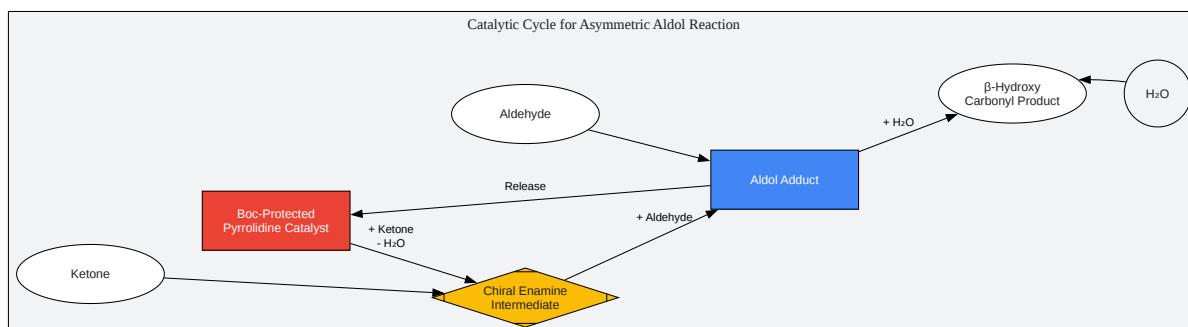 Catalytic Cycle for Asymmetric Aldol Reaction
β-Hydroxy
Carbonyl Product
H₂O
Aldehyde
+ H₂O
Aldol Adduct
Release
Boc-Protected
Pyrrolidine Catalyst
+ Ketone
- H₂O
+ Aldehyde
Ketone
Chiral Enamine
Intermediate